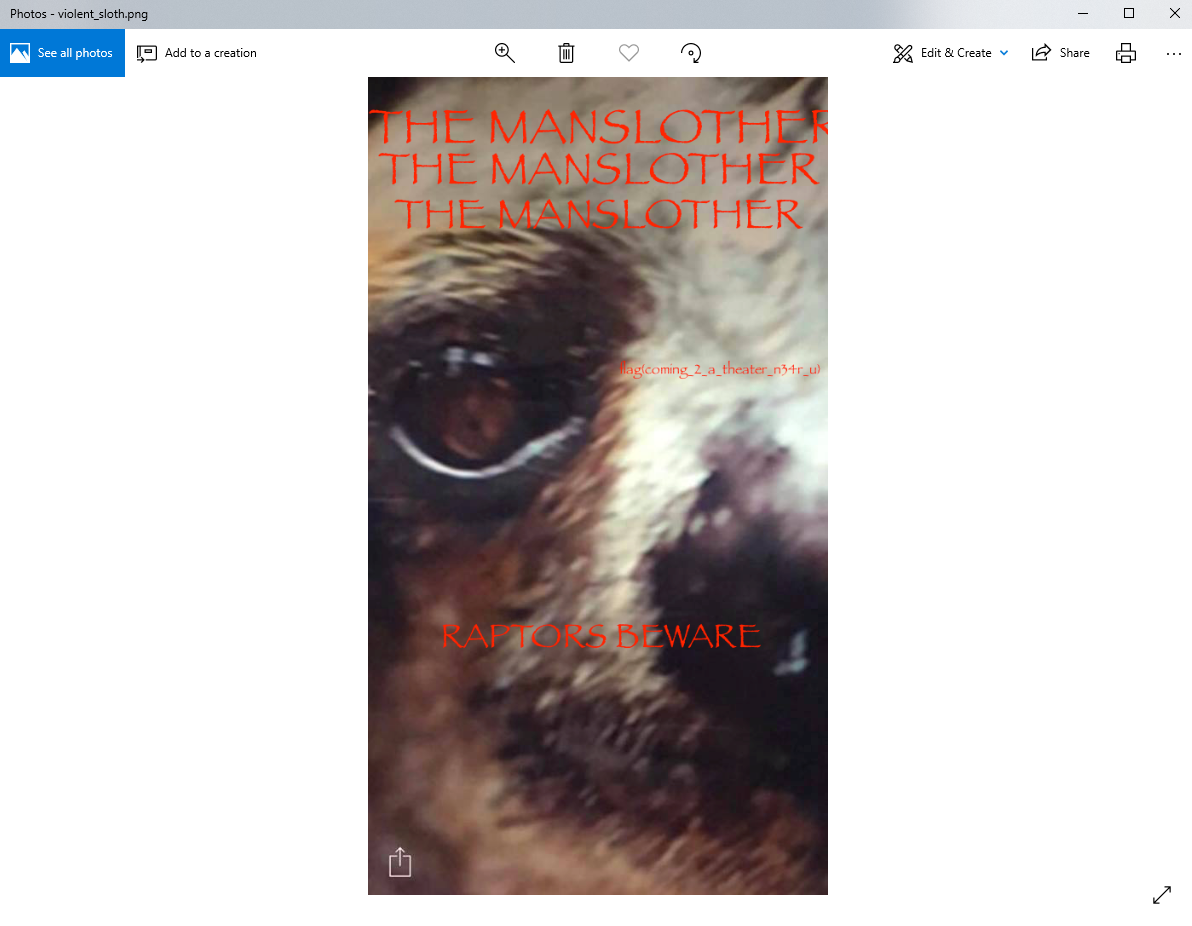 Photos - violent_sloth.png
See all photos
Add to a creation
Edit & Create
Share
THE MANSLOTHER
THE MANSLOTHER
THE MANSLOTHER
flag(coming_2_a_theater_n34r_u)
RAPTORS BEWARE